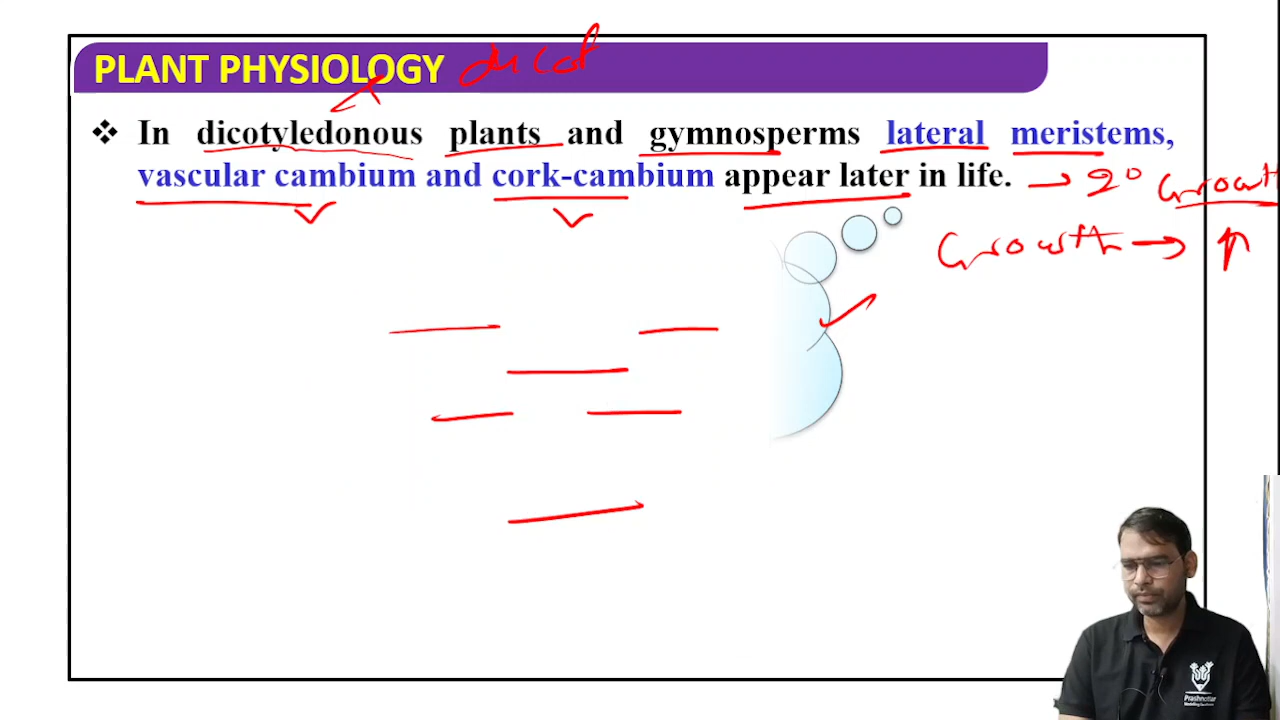 PLANT PHYSIOLOGY dicot
❖ In dicotyledonous plants and gymnosperms lateral meristems,
vascular cambium and cork-cambium appear later in life. → 2° Growth
Growth → ↑
Prashnottar